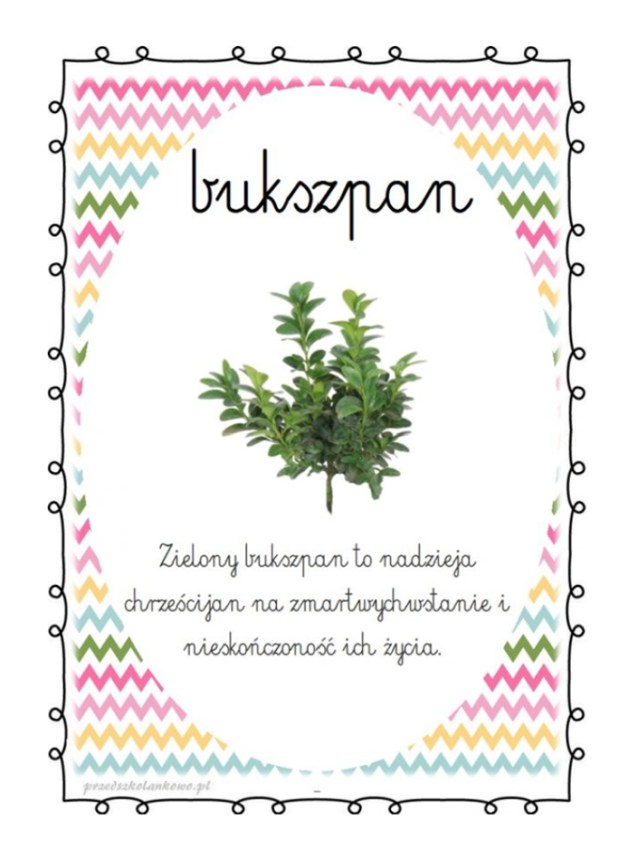 bukszpan
Zielony bukszpan to nadzieja
chrześcijan na zmartwychwstanie i
nieskończoność ich życia.
przedszkolankowo.pl